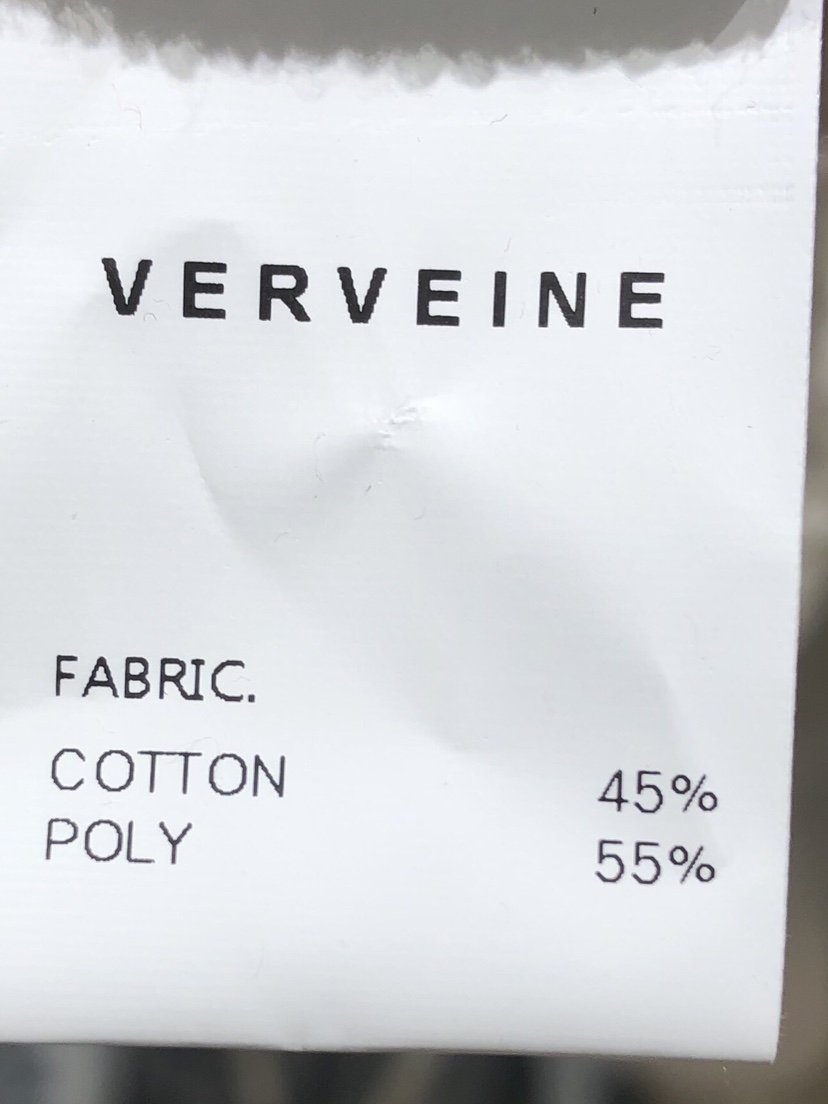 VERVEINE
FABRIC.
COTTON 45%
POLY 55%